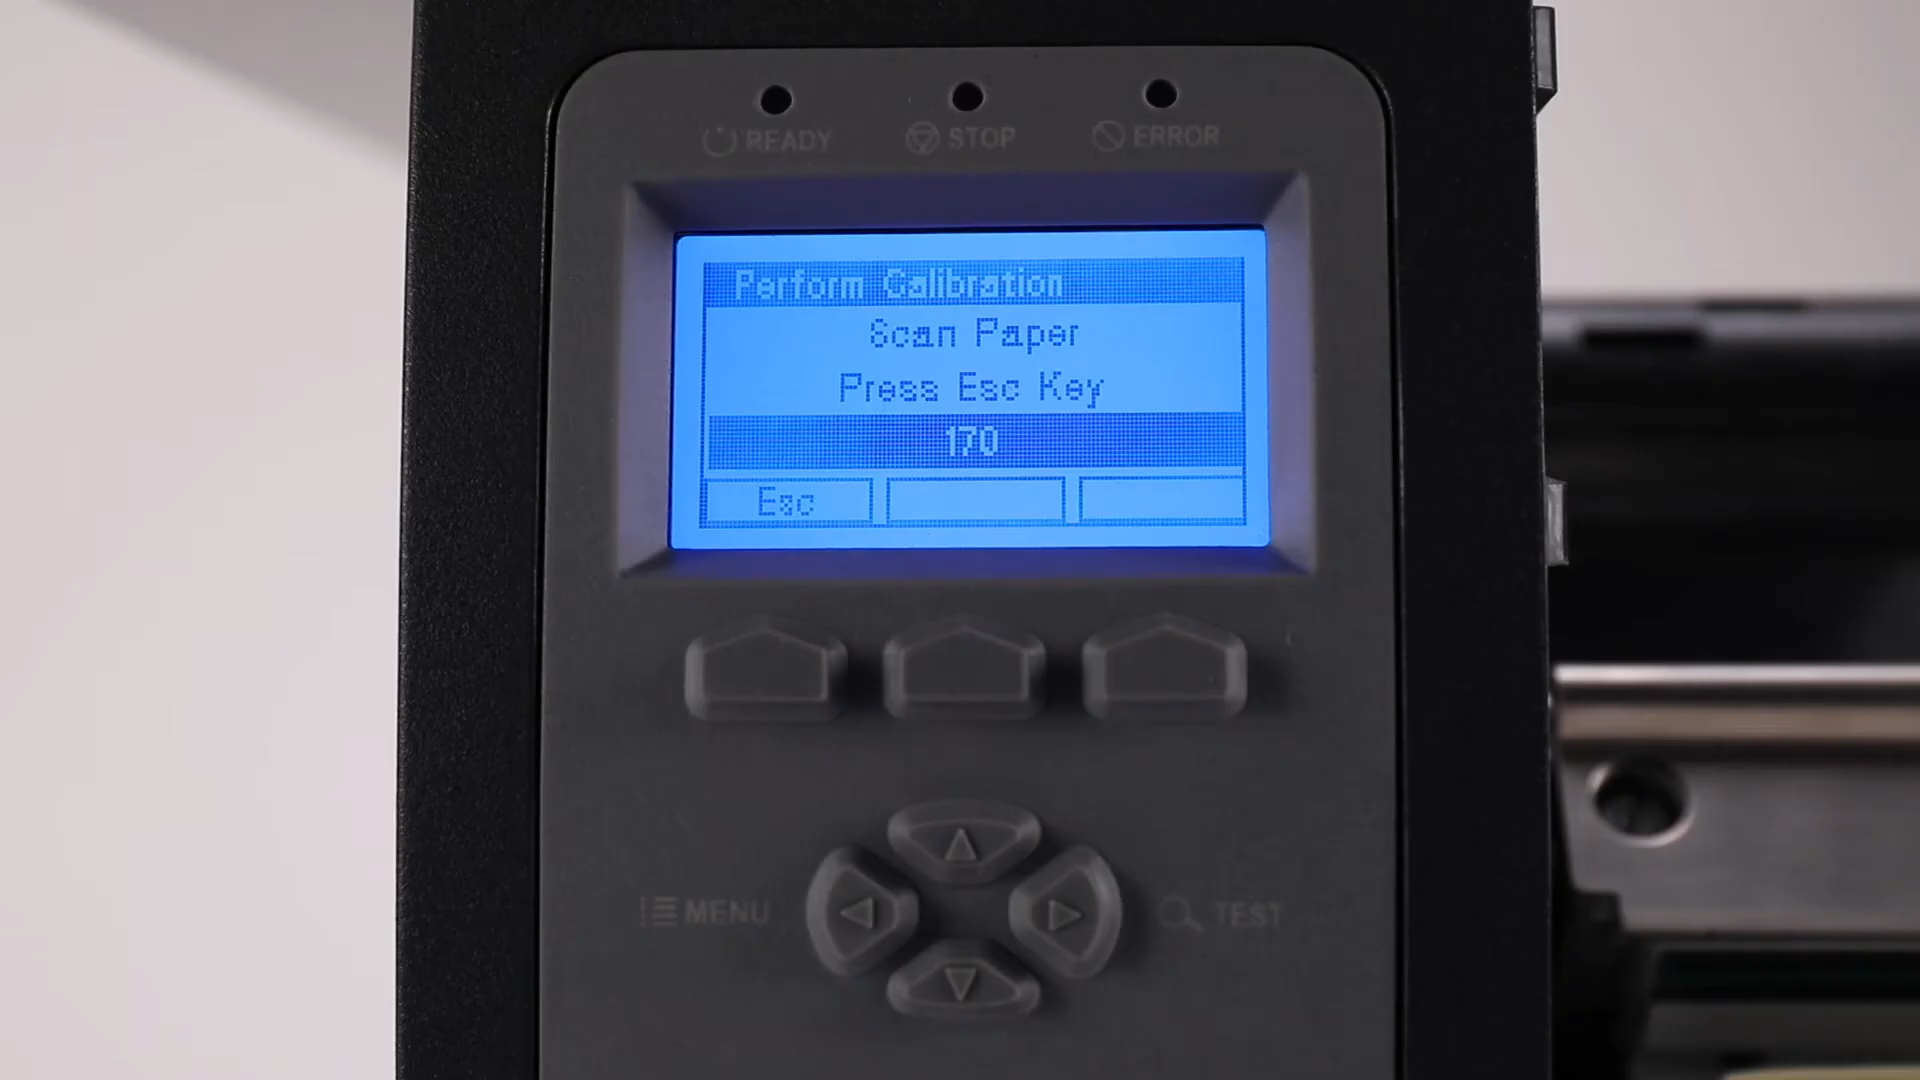 READY STOP ERROR
Perform Calibration
Scan Paper
Press Esc Key
170
Esc
MENU TEST